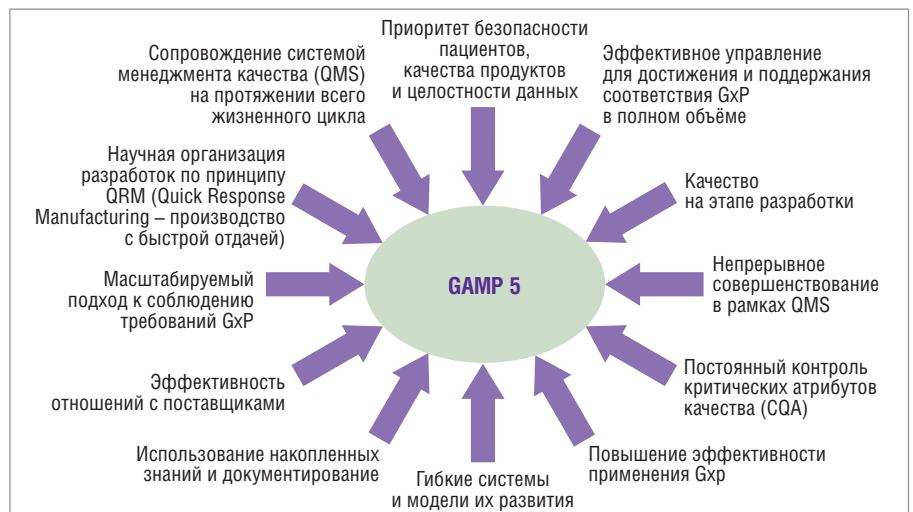 Приоритет безопасности
пациентов,
качества продуктов
и целостности данных
Эффективное управление
для достижения и поддержания
соответствия GxP
в полном объёме
Качество
на этапе разработки
Непрерывное
совершенствование
в рамках QMS
Постоянный контроль
критических атрибутов
качества (CQA)
Повышение эффективности
применения Gxp
Гибкие системы
и модели их развития
Использование накопленных
знаний и документирование
Эффективность
отношений с поставщиками
Масштабируемый
подход к соблюдению
требований GxP
Научная организация
разработок по принципу
QRM (Quick Response
Manufacturing – производство
с быстрой отдачей)
Сопровождение системой
менеджмента качества (QMS)
на протяжении всего
жизненного цикла
GAMP 5